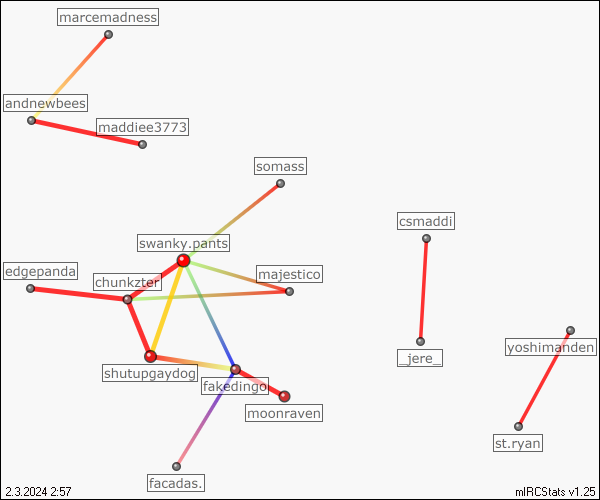 marcemadness
andnewbees
maddiee3773
somass
swanky.pants
csmaddi
edgepanda
chunkzter
majestico
_jere_
yoshimanden
shutupgaydog
fakedingo
moonraven
st.ryan
facadas.
2.3.2024 2:57
mIRCStats v1.25